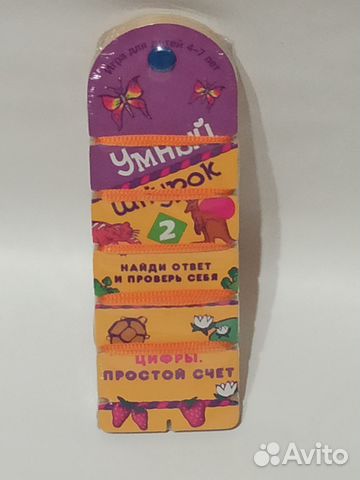 Игра для детей 4-7 лет
Умный
шнурок
2
НАЙДИ ОТВЕТ
И ПРОВЕРЬ СЕБЯ
ЦИФРЫ.
ПРОСТОЙ СЧЕТ
Avito